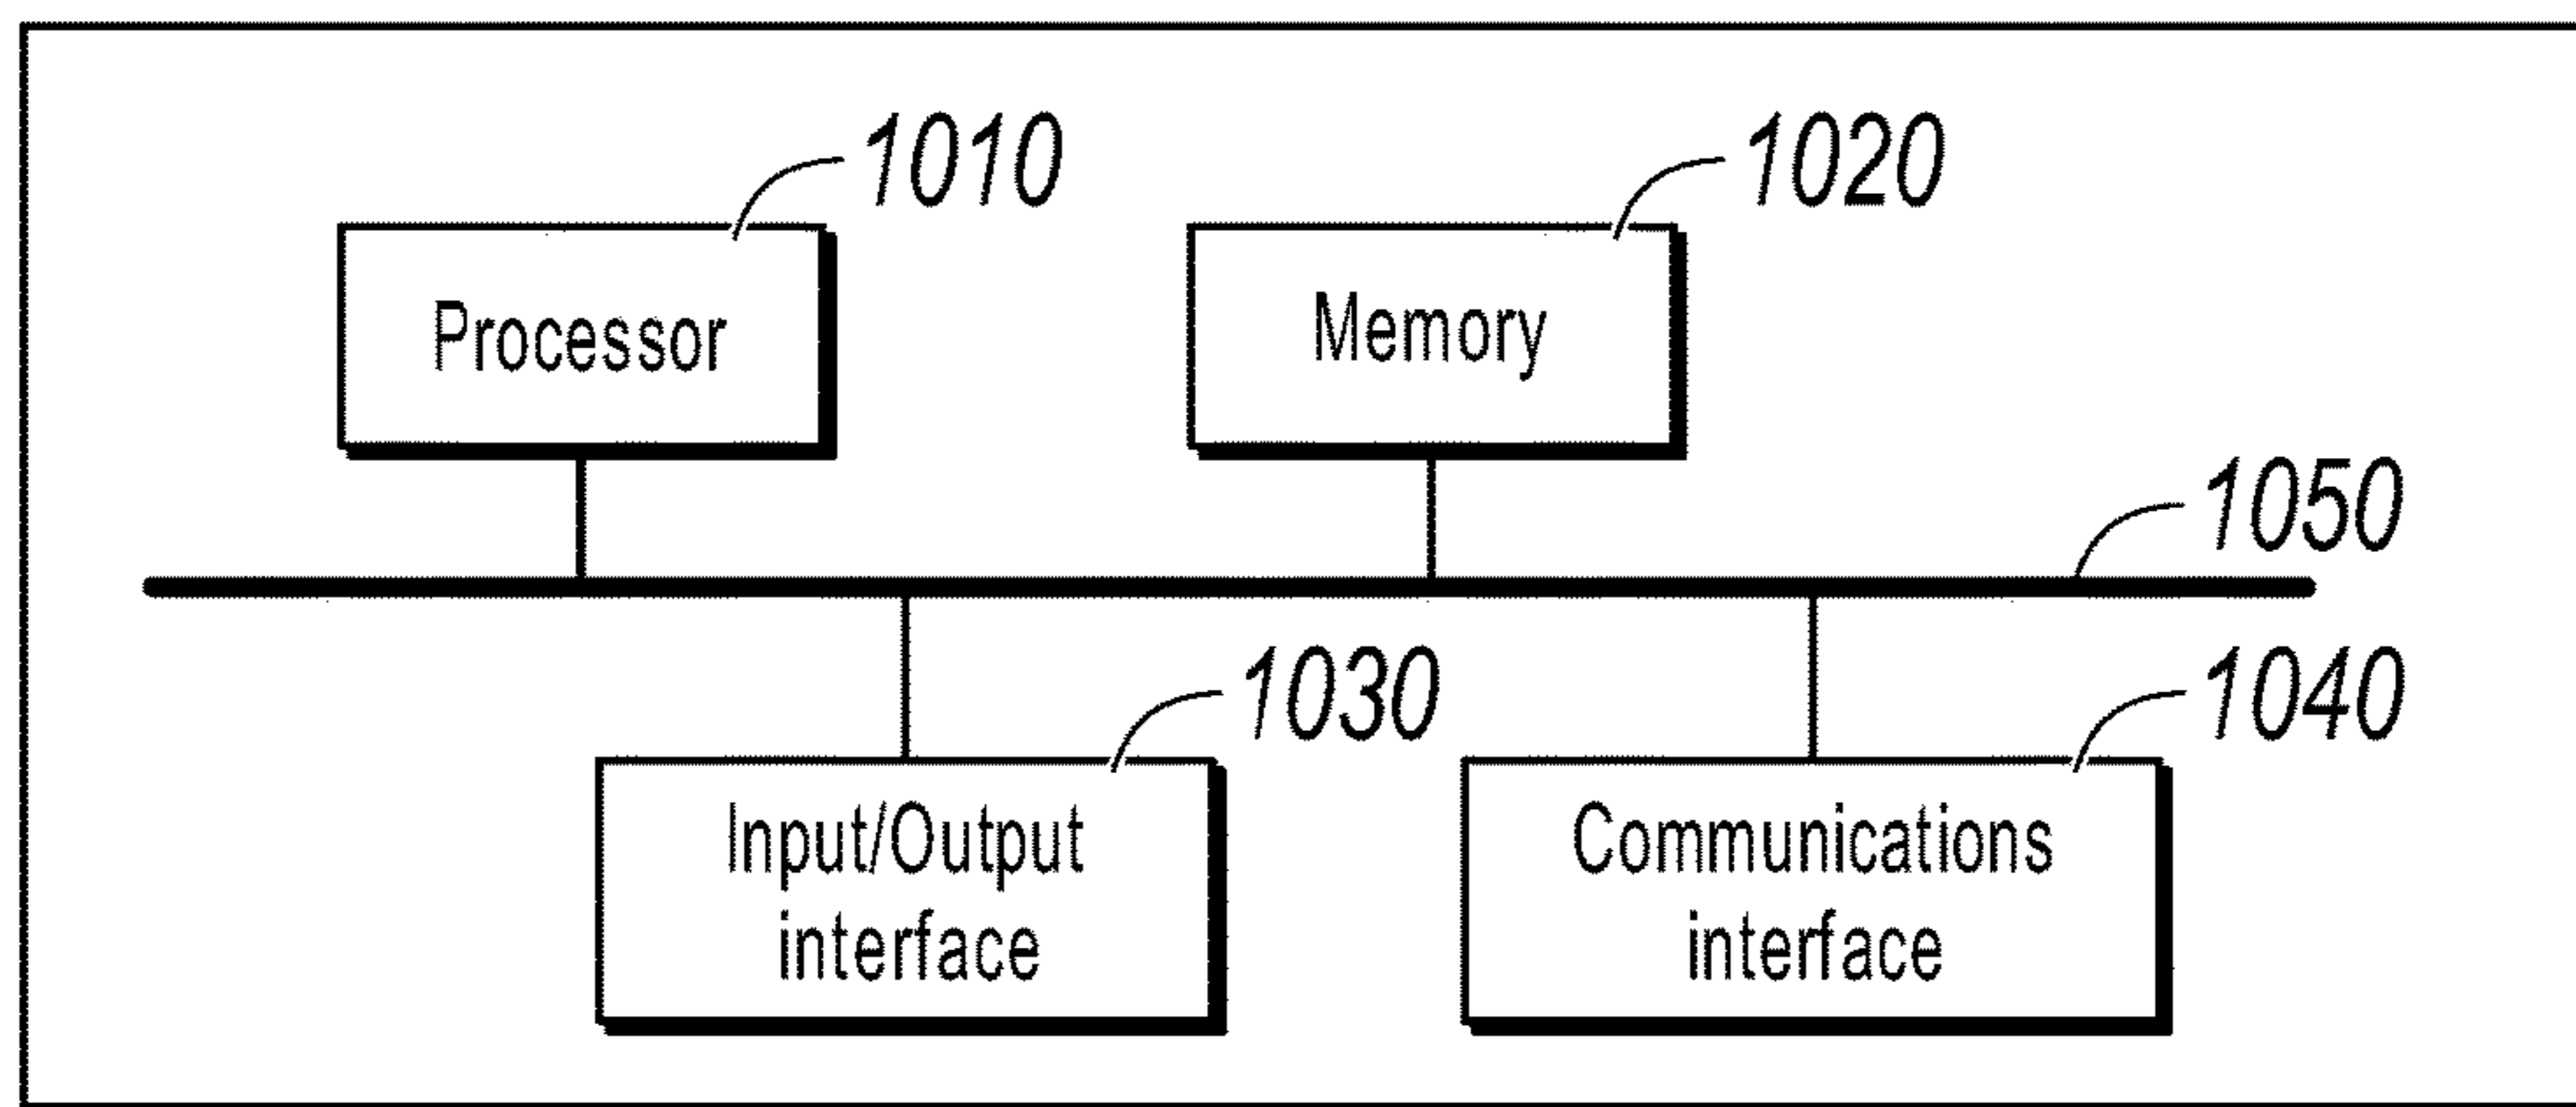 1010
Processor
1020
Memory
1050
1030
Input/Output
interface
1040
Communications
interface